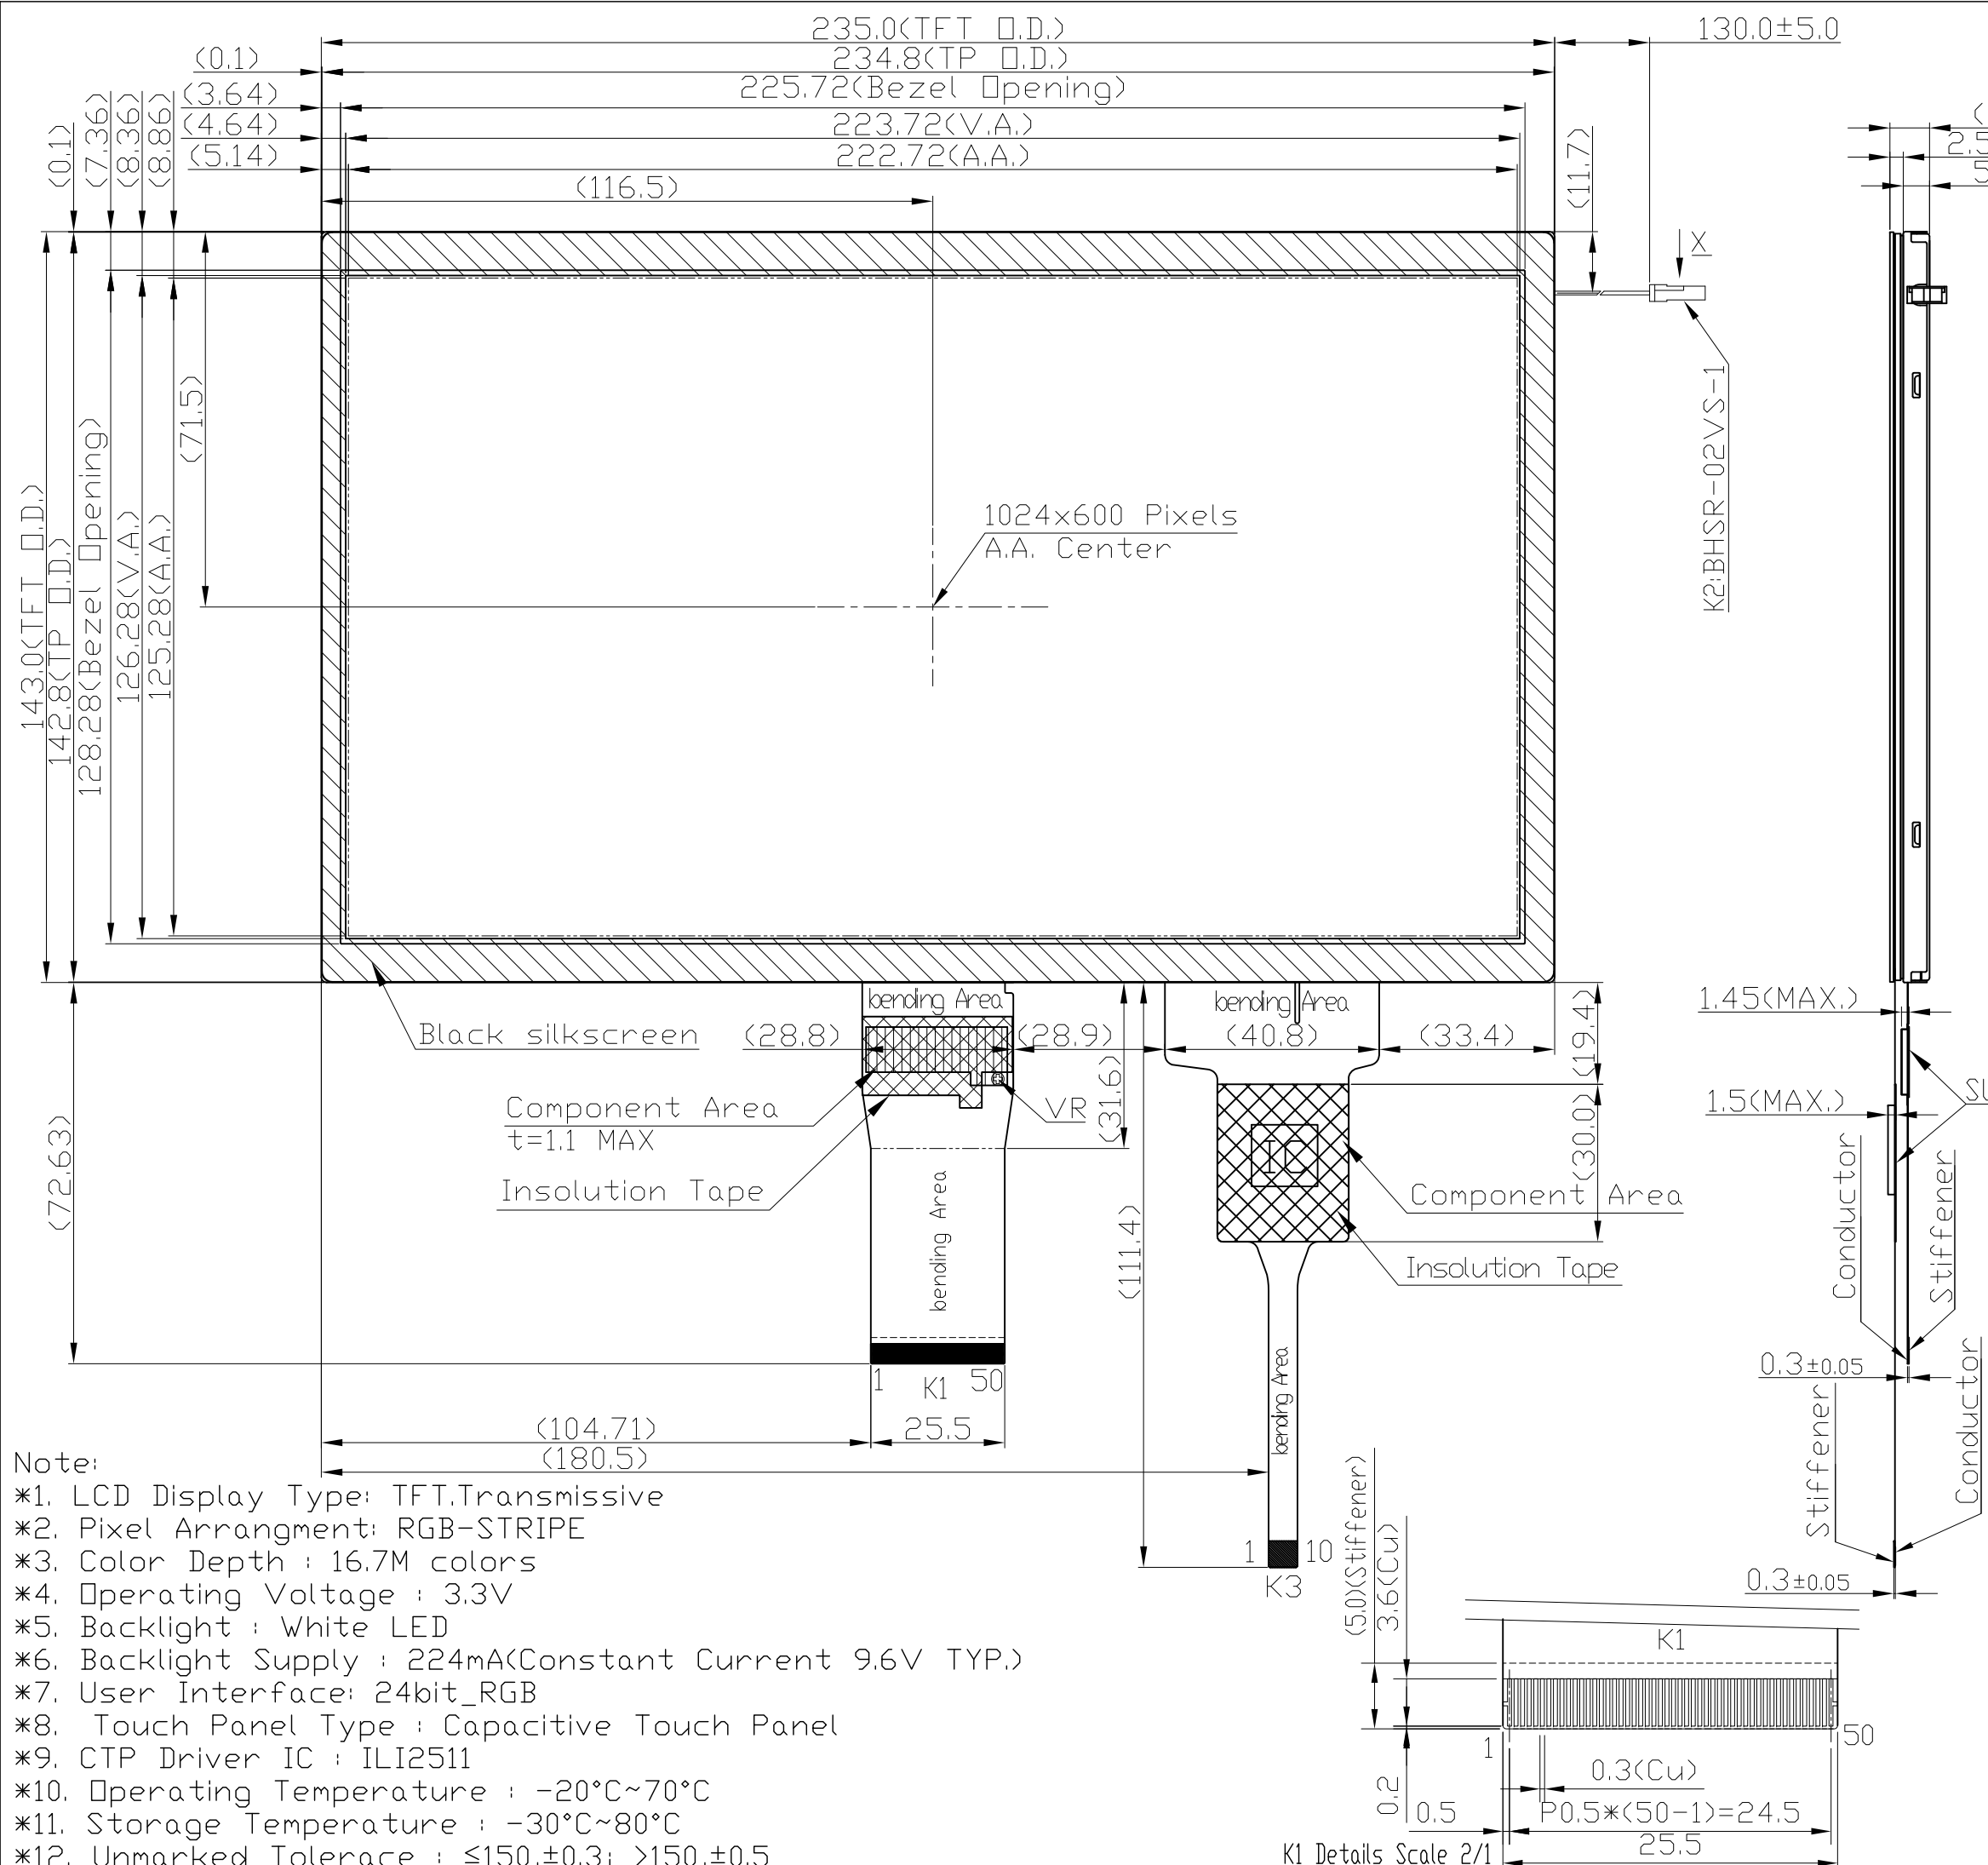 235.0(TFT O.D.)
130.0±5.0
(0.1)
234.8(TP O.D.)
(3.64)
225.72(Bezel Opening)
(4.64)
223.72(V.A.)
(5.14)
222.72(A.A.)
(116.5)
(0.1)
(7.36)
(8.36)
(8.86)
(11.7)
X
(71.5)
143.0(TFT O.D.)
142.8(TP O.D.)
128.28(Bezel Opening)
126.28(V.A.)
125.28(A.A.)
1024x600 Pixels
A.A. Center
K2:BHSR-02VS-1
bending Area
bending Area
Black silkscreen
(28.8)
(28.9)
(40.8)
(33.4)
(19.4)
1.45(MAX.)
Component Area
t=1.1 MAX
VR
(31.6)
(30.0)
1.5(MAX.)
(72.63)
Insolution Tape
bending Area
(111.4)
IC
Component Area
Insolution Tape
Conductor
Stiffener
1
K1
50
bending Area
0.3±0.05
(104.71)
25.5
(180.5)
Stiffener
Conductor
1
10
K3
0.3±0.05
Note:
*1. LCD Display Type: TFT.Transmissive
*2. Pixel Arrangment: RGB-STRIPE
*3. Color Depth : 16.7M colors
*4. Operating Voltage : 3.3V
*5. Backlight : White LED
*6. Backlight Supply : 224mA(Constant Current 9.6V TYP.)
*7. User Interface: 24bit_RGB
*8. Touch Panel Type : Capacitive Touch Panel
*9. CTP Driver IC : ILI2511
*10. Operating Temperature : -20°C~70°C
*11. Storage Temperature : -30°C~80°C
*12. Unmarked Tolerace : ≤150,±0.3; >150,±0.5
(5.0)(Stiffener)
3.6(Cu)
K1
1
50
0.2
0.5
0.3(Cu)
P0.5*(50-1)=24.5
25.5
K1 Details Scale 2/1